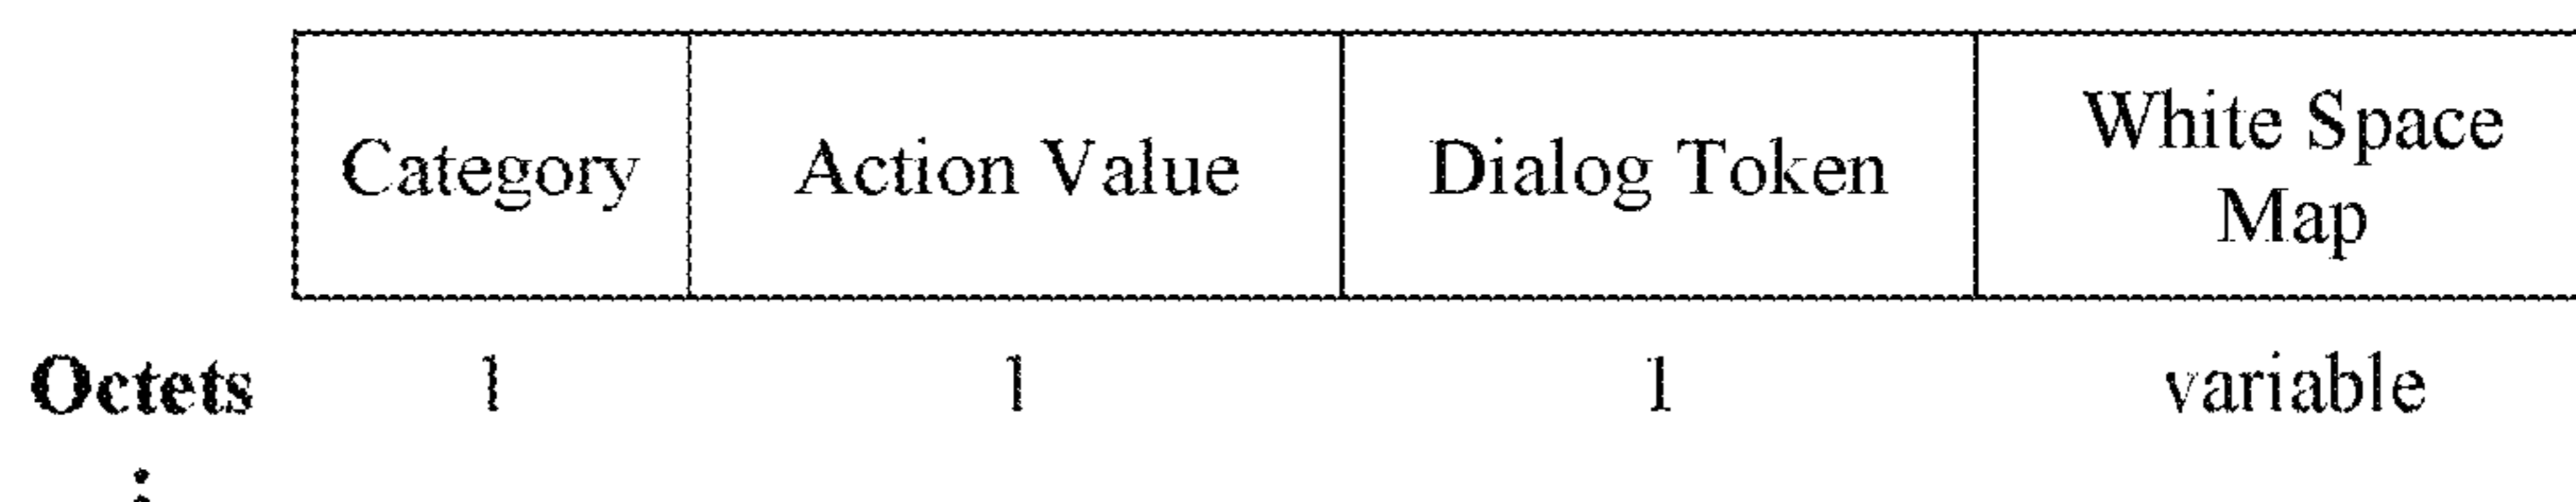 Category Action Value Dialog Token White Space
Map
Octets 1 1 1 variable
: